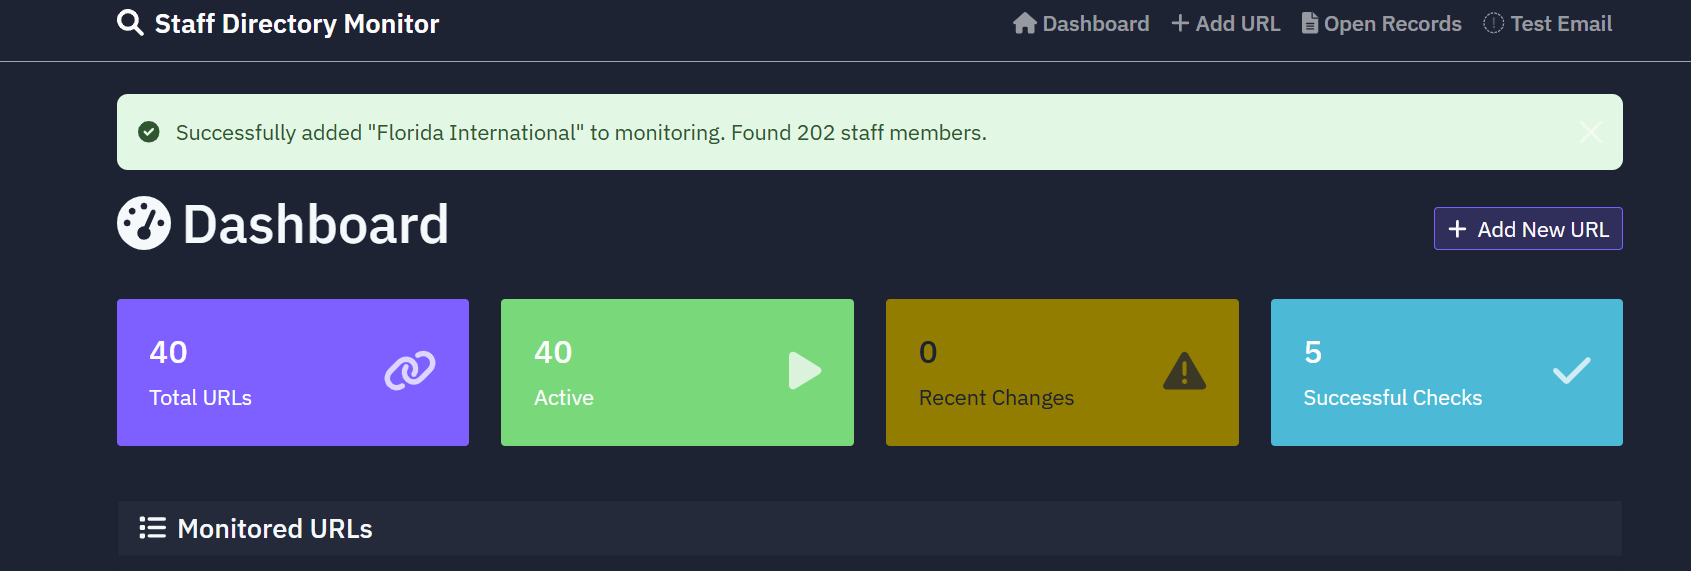 Staff Directory Monitor
Dashboard Add URL Open Records Test Email
Successfully added "Florida International" to monitoring. Found 202 staff members.
Dashboard
Add New URL
40
Total URLs
40
Active
0
Recent Changes
5
Successful Checks
Monitored URLs